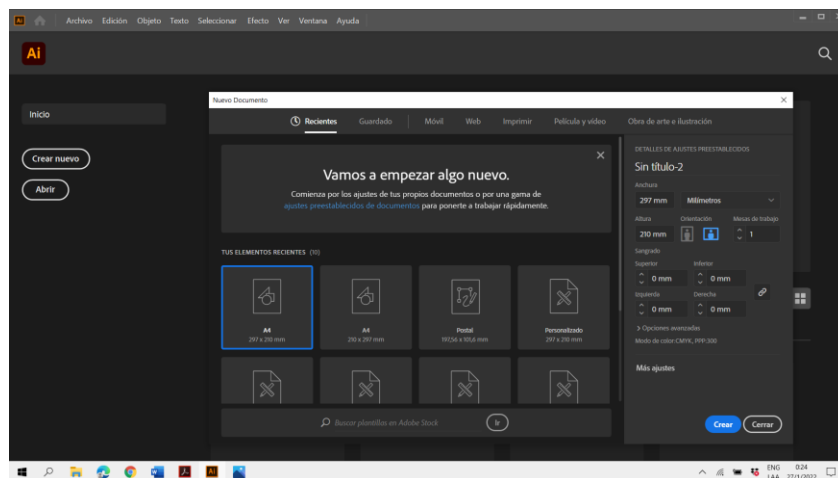 Ai
Archivo Edición Objeto Texto Seleccionar Efecto Ver Ventana Ayuda
Ai
Inicio
Crear nuevo
Abrir
Nuevo Documento
Recientes Guardado Móvil Web Imprimir Película y vídeo Obra de arte e ilustración
Vamos a empezar algo nuevo.
Comienza por los ajustes de tus propios documentos o por una gama de
ajustes preestablecidos de documentos para ponerte a trabajar rápidamente.
TUS ELEMENTOS RECIENTES (10)
A4
297 x 210 mm
A4
210 x 297 mm
Postal
197,56 x 101,6 mm
Personalizado
297 x 210 mm
Buscar plantillas en Adobe Stock
Ir
DETALLES DE AJUSTES PREESTABLECIDOS
Sin título-2
Anchura
297 mm Milímetros
Altura Orientación Mesas de trabajo
210 mm 1
Sangrado
Superior Inferior
0 mm 0 mm
Izquierda Derecho
0 mm 0 mm
Opciones avanzadas
Modo de color:CMYK, PPP:300
Más ajustes
Crear Cerrar
Ai
ENG 0:24
LAA 27/1/2022